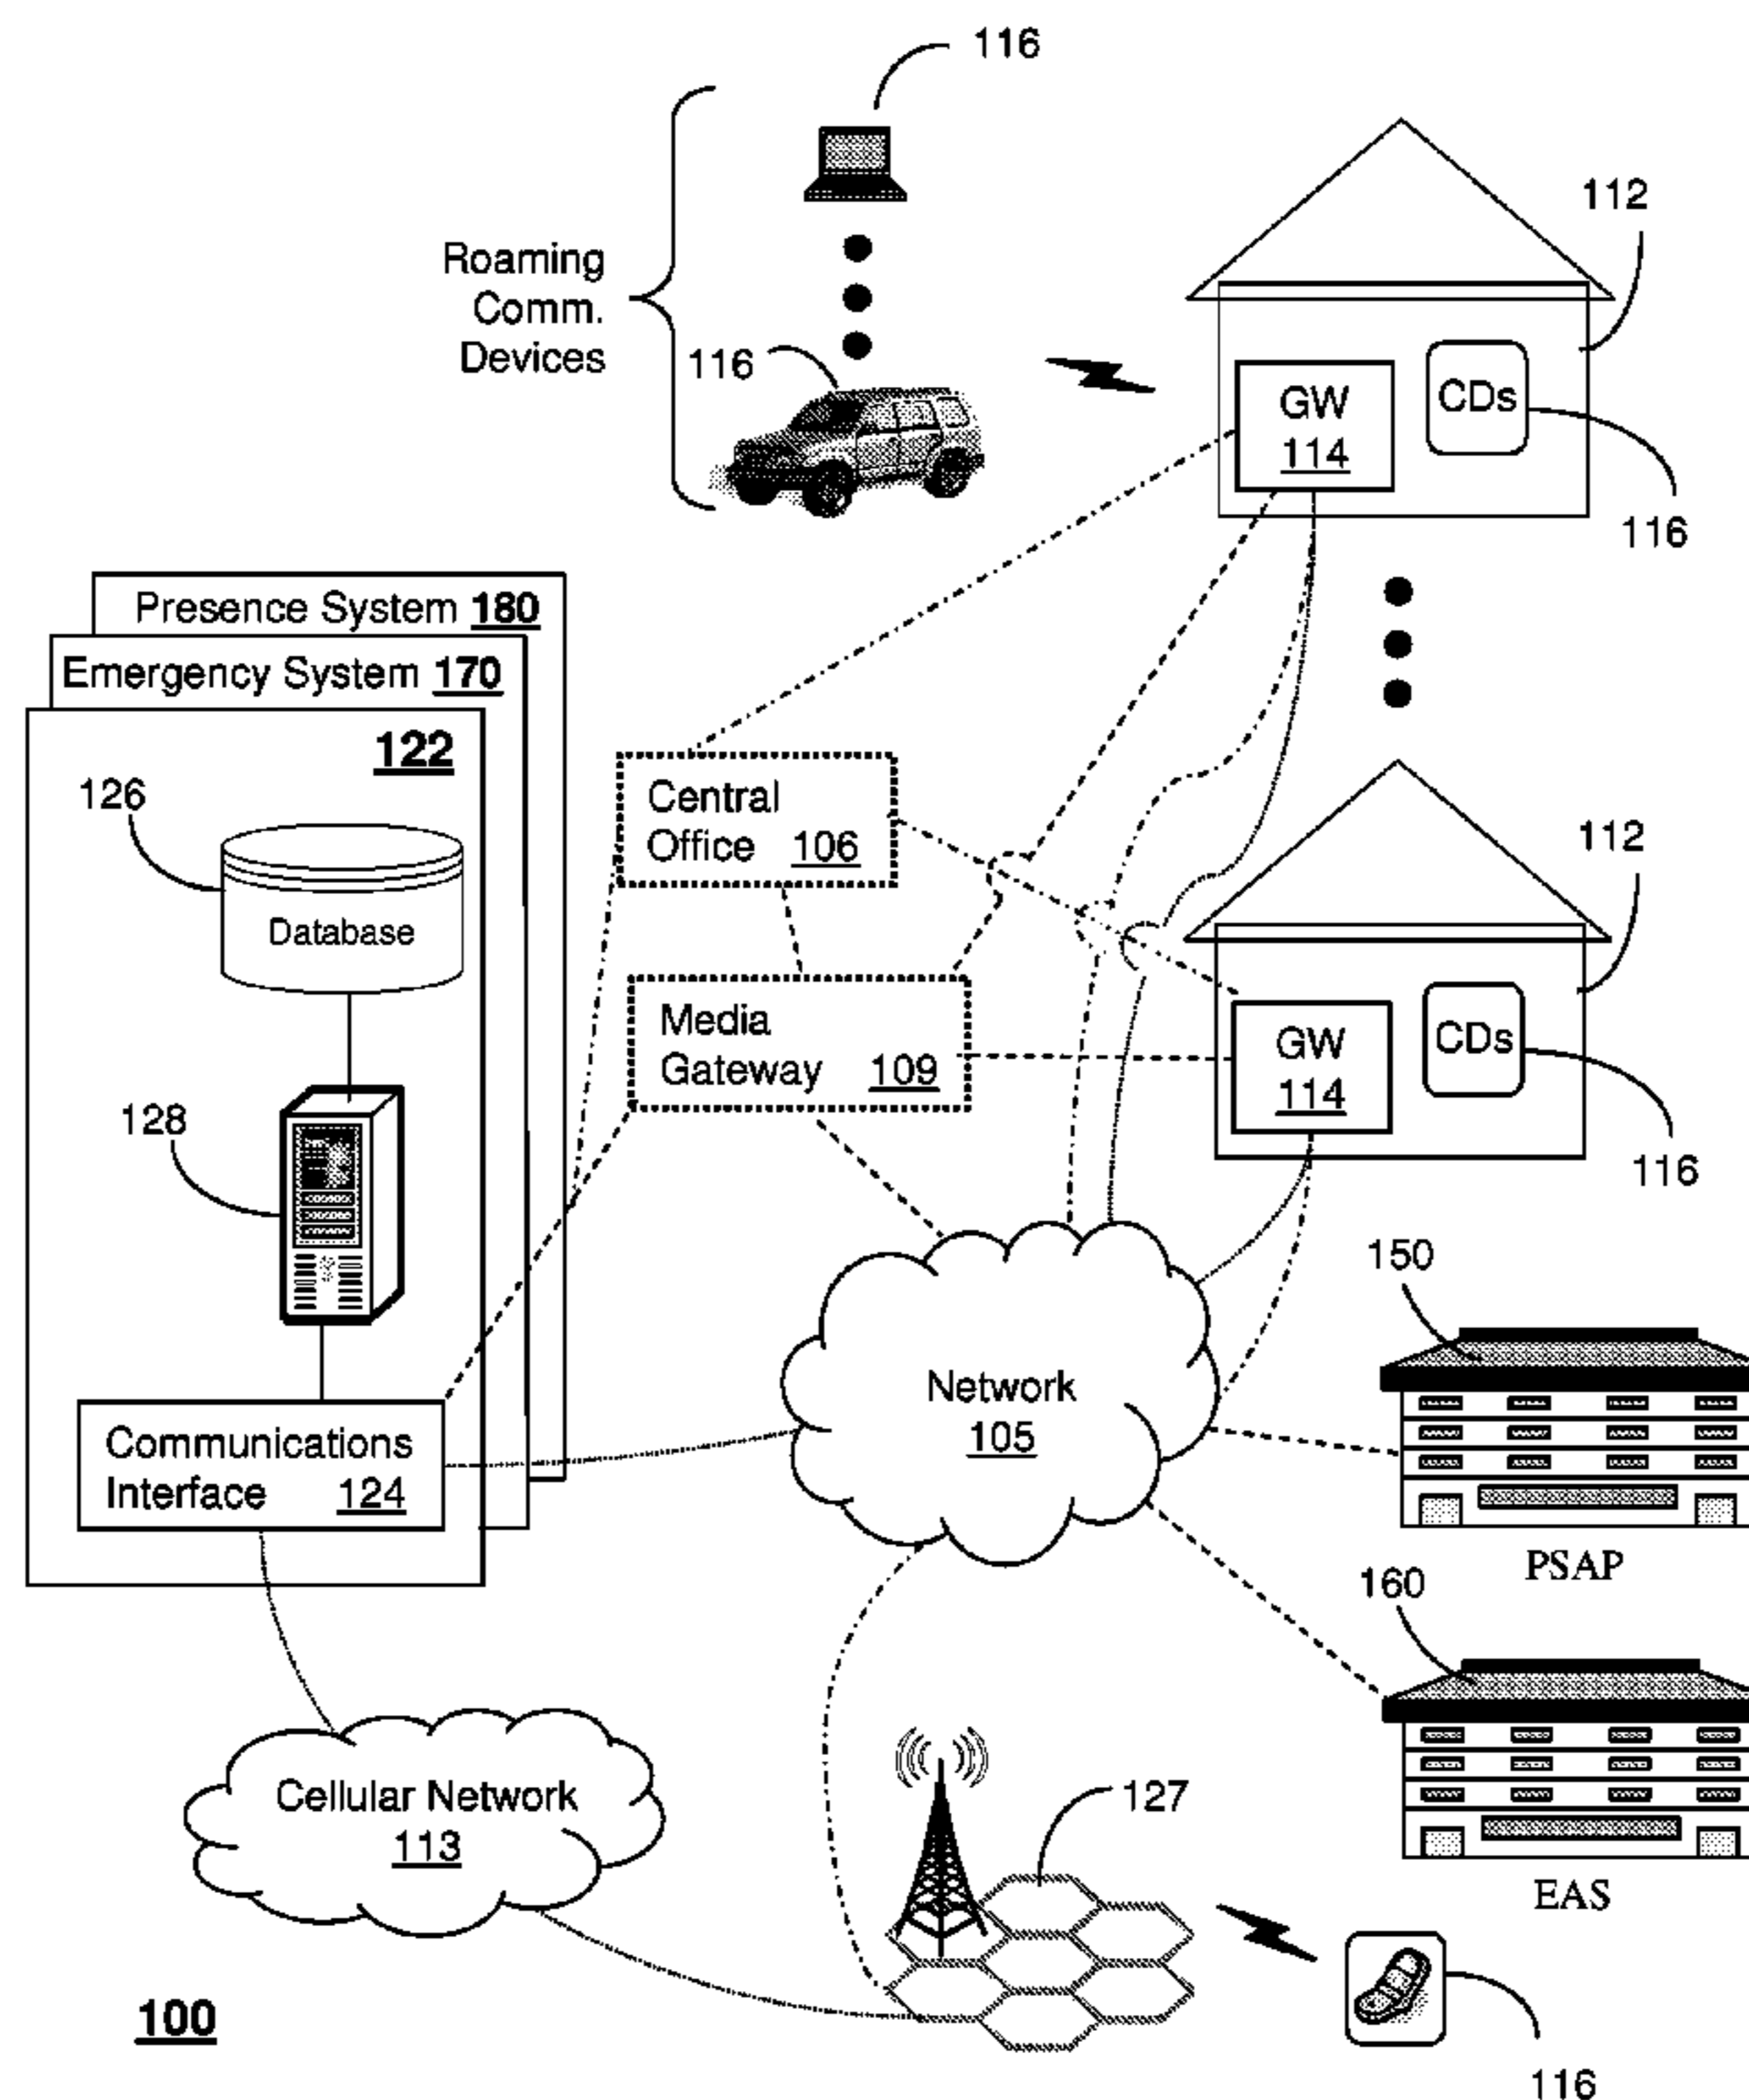 116
Roaming
Comm.
Devices
116
112
GW
114
CDs
116
Presence System 180
Emergency System 170
122
126
Database
128
Communications
Interface 124
Central
Office 106
Media
Gateway 109
112
GW
114
CDs
116
Network
105
150
PSAP
160
EAS
Cellular Network
113
127
116
100